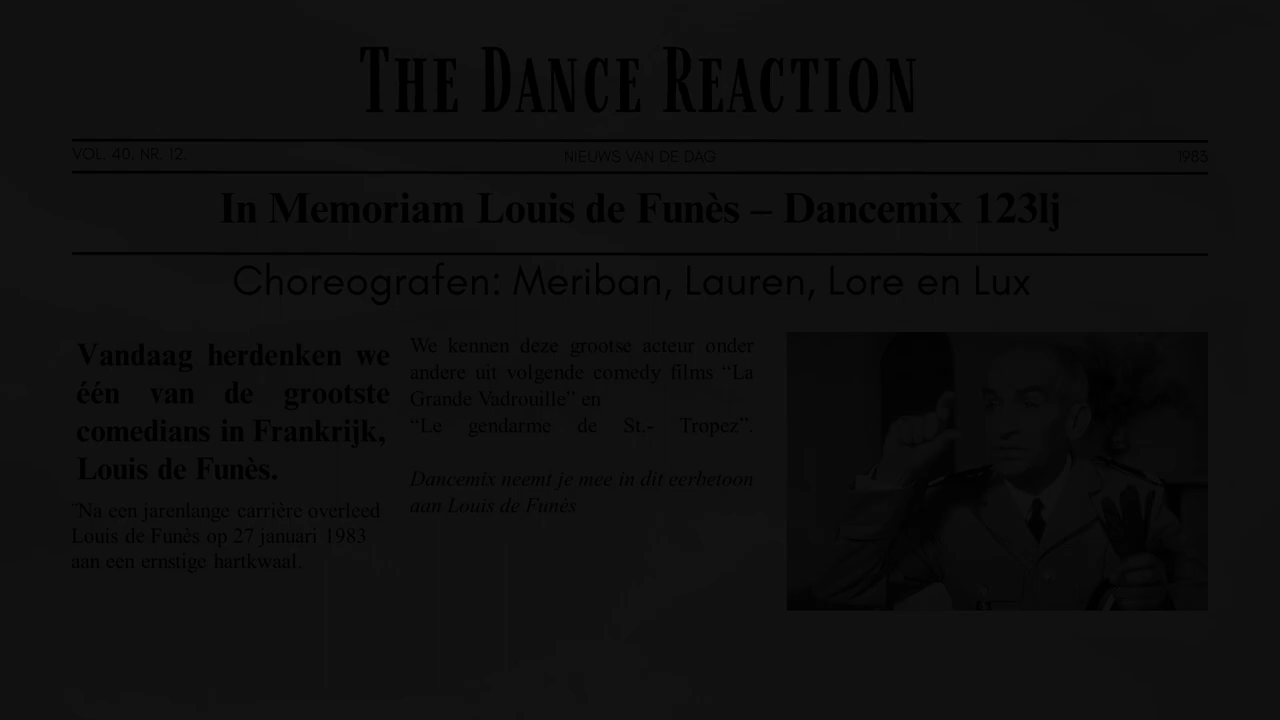 THE DANCE REACTION
VOL. 40. NR. 12.
NIEUWS VAN DE DAG
1983
In Memoriam Louis de Funès – Dancemix 123lj
Choreografen: Meriban, Lauren, Lore en Lux
Vandaag herdenken we
één van de grootste
comedians in Frankrijk,
Louis de Funès.
¨Na een jarenlange carrière overleed
Louis de Funès op 27 januari 1983
aan een ernstige hartkwaal.
We kennen deze grootse acteur onder
andere uit volgende comedy films “La
Grande Vadrouille” en
“Le gendarme de St.- Tropez”.
Dancemix neemt je mee in dit eerbetoon
aan Louis de Funès